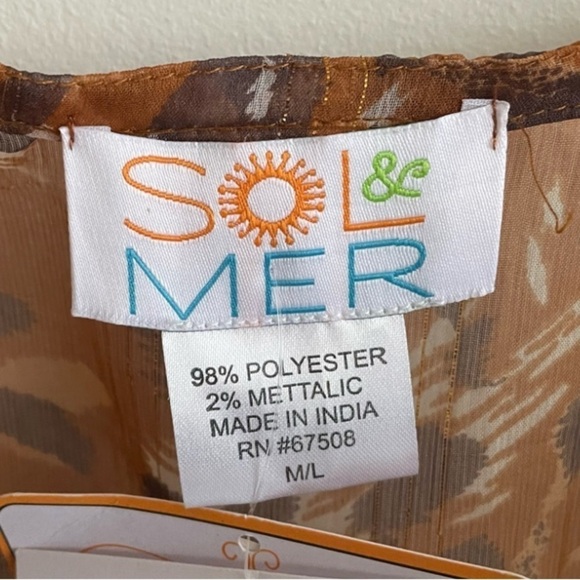 SOL &
MER
98% POLYESTER
2% METTALIC
MADE IN INDIA
RN #67508
M/L